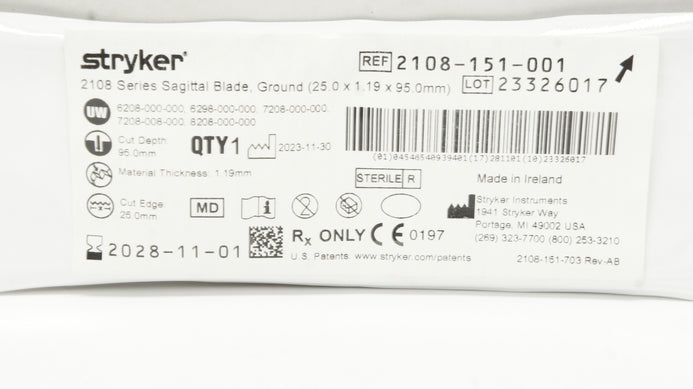 stryker®
REF 2108-151-001
2108 Series Sagittal Blade, Ground (25.0 x 1.19 x 95.0mm) LOT 23326017
UW 6208-000-000, 6298-000-000, 7208-000-000,
7208-008-000, 8208-000-000
Cut Depth:
95.0mm
QTY 1 2023-11-30
(01)04546540939401(17)281101(10)23326017
Material Thickness: 1.19mm
STERILE R
Made in Ireland
Cut Edge:
25.0mm
MD
Stryker Instruments
1941 Stryker Way
Portage, MI 49002 USA
(269) 323-7700 (800) 253-3210
2028-11-01
Rx ONLY CE 0197
U.S. Patents: www.stryker.com/patents
2108-151-703 Rev-AB